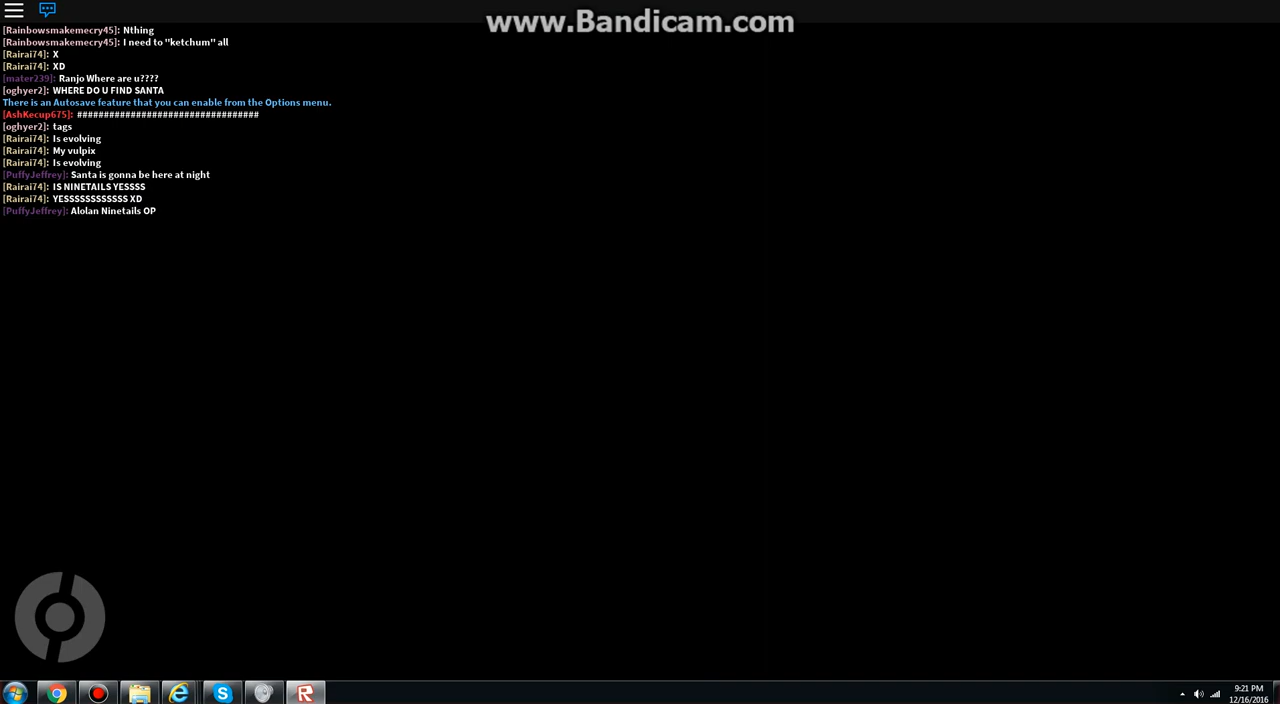 www.Bandicam.com
[Rainbowsmakemecry45]: Nthing
[Rainbowsmakemecry45]: I need to "ketchum" all
[Rairai74]: X
[Rairai74]: XD
[mater239]: Ranjo Where are u????
[oghyer2]: WHERE DO U FIND SANTA
There is an Autosave feature that you can enable from the Options menu.
[AshKecup675]: ##################################
[oghyer2]: tags
[Rairai74]: Is evolving
[Rairai74]: My vulpix
[Rairai74]: Is evolving
[PuffyJeffrey]: Santa is gonna be here at night
[Rairai74]: IS NINETAILS YESSSS
[Rairai74]: YESSSSSSSSSSS XD
[PuffyJeffrey]: Alolan Ninetails OP
9:21 PM
12/16/2016